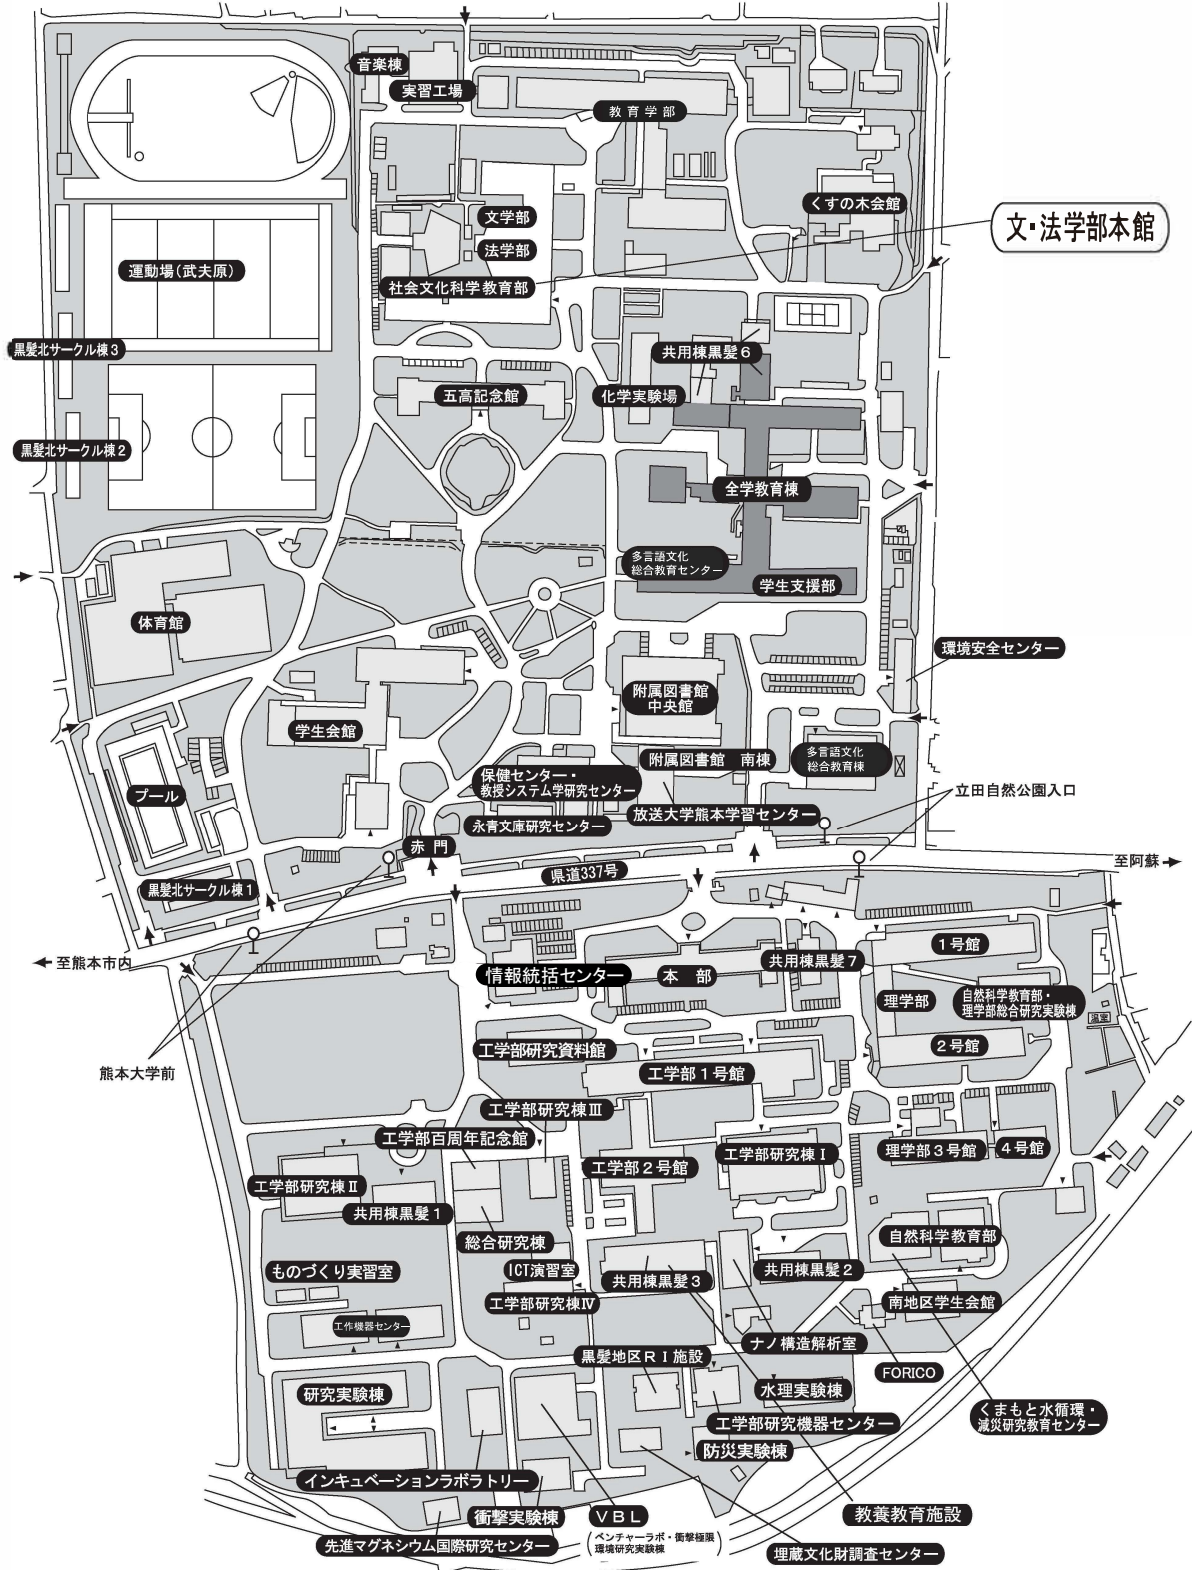 音楽棟
実習工場
教育学部
くすの木会館
文学部
法学部
文・法学部本館
社会文化科学教育部
運動場(武夫原)
黒髪北サークル棟3
共用棟黒髪6
五高記念館
化学実験場
黒髪北サークル棟2
全学教育棟
多言語文化
総合教育センター
学生支援部
体育館
環境安全センター
附属図書館
中央館
学生会館
附属図書館 南棟
多言語文化
総合教育棟
保健センター・
教授システム学研究センター
プール
立田自然公園入口
放送大学熊本学習センター
永青文庫研究センター
赤門
至阿蘇
県道337号
黒髪北サークル棟1
1号館
至熊本市内
共用棟黒髪7
情報統括センター
本部
理学部
自然科学教育部・
理学部総合研究実験棟
温室
2号館
工学部研究資料館
熊本大学前
工学部1号館
工学部研究棟Ⅲ
工学部百周年記念館
理学部3号館
4号館
工学部研究棟Ⅰ
工学部2号館
工学部研究棟Ⅱ
共用棟黒髪1
自然科学教育部
総合研究棟
ICT演習室
ものづくり実習室
共用棟黒髪2
共用棟黒髪3
工学部研究棟Ⅳ
南地区学生会館
工作機器センター
ナノ構造解析室
黒髪地区RI施設
FORICO
研究実験棟
水理実験棟
くまもと水循環・
減災研究教育センター
工学部研究機器センター
防災実験棟
インキュベーションラボラトリー
衝撃実験棟
VBL
(ベンチャーラボ・衝撃極限
環境研究実験棟)
教養教育施設
先進マグネシウム国際研究センター
埋蔵文化財調査センター